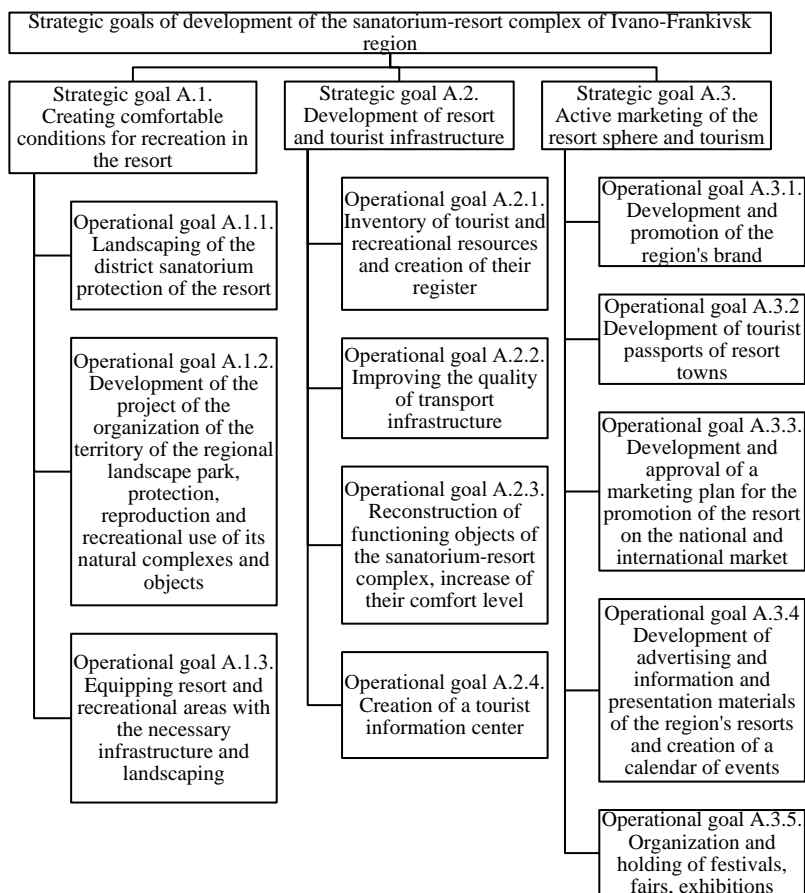 Strategic goals of development of the sanatorium-resort complex of Ivano-Frankivsk
region
Strategic goal A.1.
Creating comfortable
conditions for recreation in
the resort
Operational goal A.1.1.
Landscaping of the
district sanatorium
protection of the resort
Operational goal A.1.2.
Development of the
project of the
organization of the
territory of the regional
landscape park,
protection,
reproduction and
recreational use of its
natural complexes and
objects
Operational goal A.1.3.
Equipping resort and
recreational areas with
the necessary
infrastructure and
landscaping
Strategic goal A.2.
Development of resort
and tourist infrastructure
Operational goal A.2.1.
Inventory of tourist and
recreational resources
and creation of their
register
Operational goal A.2.2.
Improving the quality
of transport
infrastructure
Operational goal A.2.3.
Reconstruction of
functioning objects of
the sanatorium-resort
complex, increase of
their comfort level
Operational goal A.2.4.
Creation of a tourist
information center
Strategic goal A.3.
Active marketing of the
resort sphere and tourism
Operational goal A.3.1.
Development and
promotion of the
region's brand
Operational goal A.3.2
Development of tourist
passports of resort
towns
Operational goal A.3.3.
Development and
approval of a
marketing plan for the
promotion of the resort
on the national and
international market
Operational goal A.3.4
Development of
advertising and
information and
presentation materials
of the region's resorts
and creation of a
calendar of events
Operational goal A.3.5.
Organization and
holding of festivals,
fairs, exhibitions